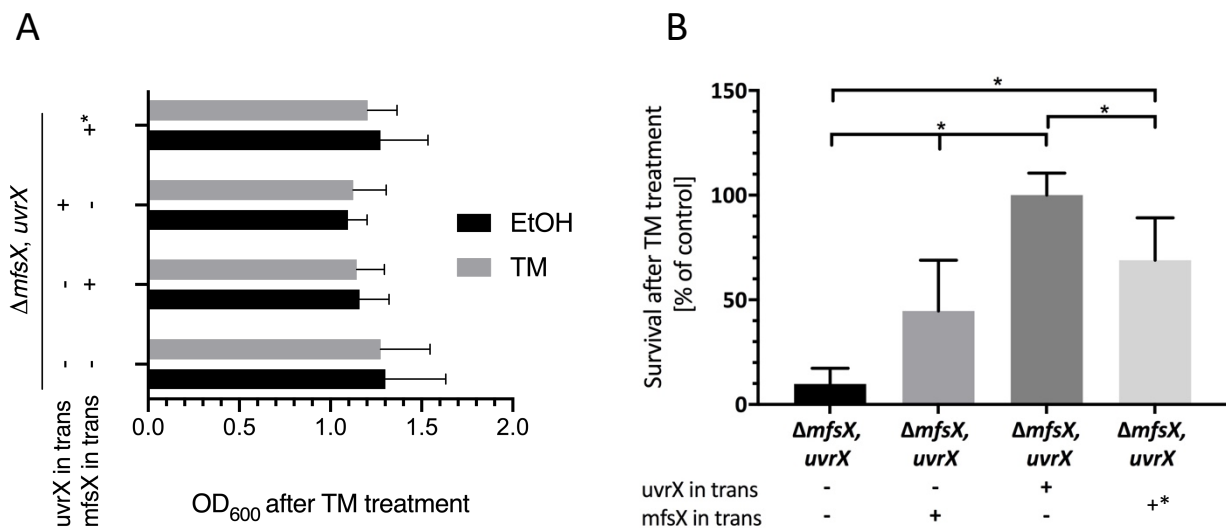 A
B
ΔmfsX, uvrX
+*
+ -
- +
- -
uvrX in trans
mfsX in trans
EtOH
TM
0.0 0.5 1.0 1.5 2.0
OD600 after TM treatment
Survival after TM treatment
[% of control]
150
100
50
0
*
*
*
ΔmfsX, ΔmfsX, ΔmfsX, ΔmfsX,
uvrX uvrX uvrX uvrX
uvrX in trans - - + +*
mfsX in trans - + -